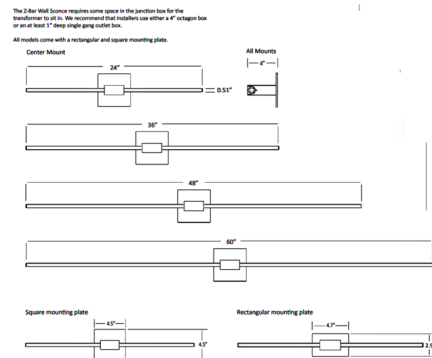 The Z-Bar Wall Sconce requires some space in the junction box for the
transformer to sit in. We recommend that installers use either a 4" octagon box
or an at least 1" deep single gang outlet box.
All models come with a rectangular and square mounting plate.
Center Mount
All Mounts
24"
4"
0.51"
36"
48"
60"
Square mounting plate
Rectangular mounting plate
4.5"
4.7"
4.5"